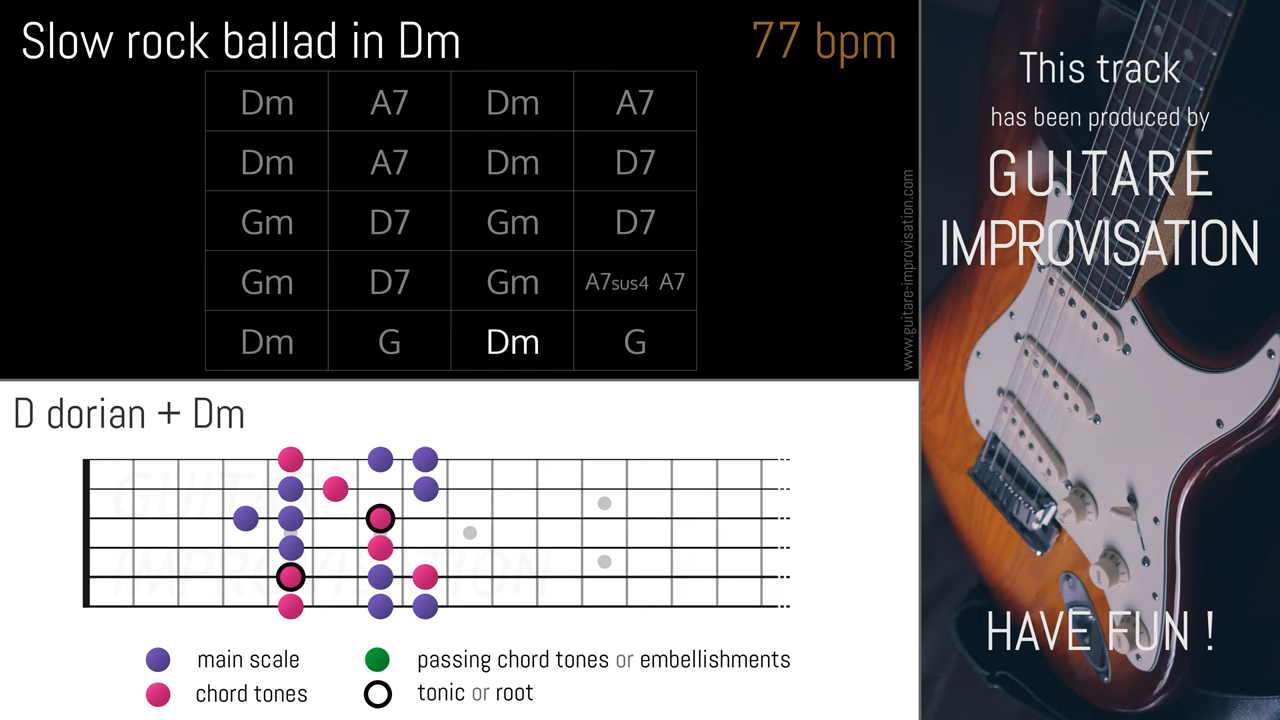 Slow rock ballad in Dm
77 bpm
Dm A7 Dm A7
Dm A7 Dm D7
Gm D7 Gm D7
Gm D7 Gm A7sus4 A7
Dm G Dm G
www.guitare-improvisation.com
D dorian + Dm
GUITARE
IMPROVISATION
main scale
passing chord tones or embellishments
chord tones
tonic or root
This track
has been produced by
GUITARE
IMPROVISATION
HAVE FUN !